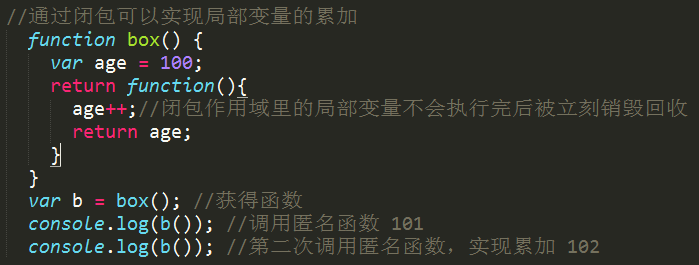 //通过闭包可以实现局部变量的累加
function box() {
var age = 100;
return function(){
age++;//闭包作用域里的局部变量不会执行完后被立刻销毁回收
return age;
}
}
var b = box(); //获得函数
console.log(b()); //调用匿名函数 101
console.log(b()); //第二次调用匿名函数，实现累加 102